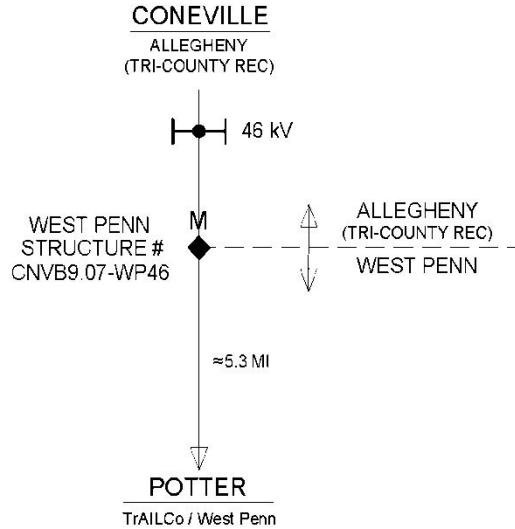 CONEVILLE
ALLEGHENY
(TRI-COUNTY REC)
46 kV
M
WEST PENN
STRUCTURE #
CNVB9.07-WP46
ALLEGHENY
(TRI-COUNTY REC)
WEST PENN
≈5.3 MI
POTTER
TrAILCo / West Penn